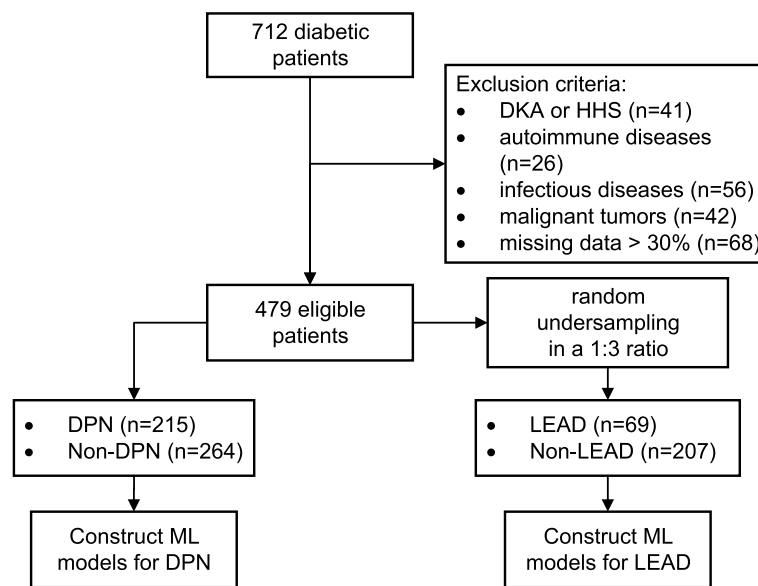 712 diabetic
patients
Exclusion criteria:
• DKA or HHS (n=41)
• autoimmune diseases
(n=26)
• infectious diseases (n=56)
• malignant tumors (n=42)
• missing data > 30% (n=68)
479 eligible
patients
random
undersampling
in a 1:3 ratio
• DPN (n=215)
• Non-DPN (n=264)
• LEAD (n=69)
• Non-LEAD (n=207)
Construct ML
models for DPN
Construct ML
models for LEAD